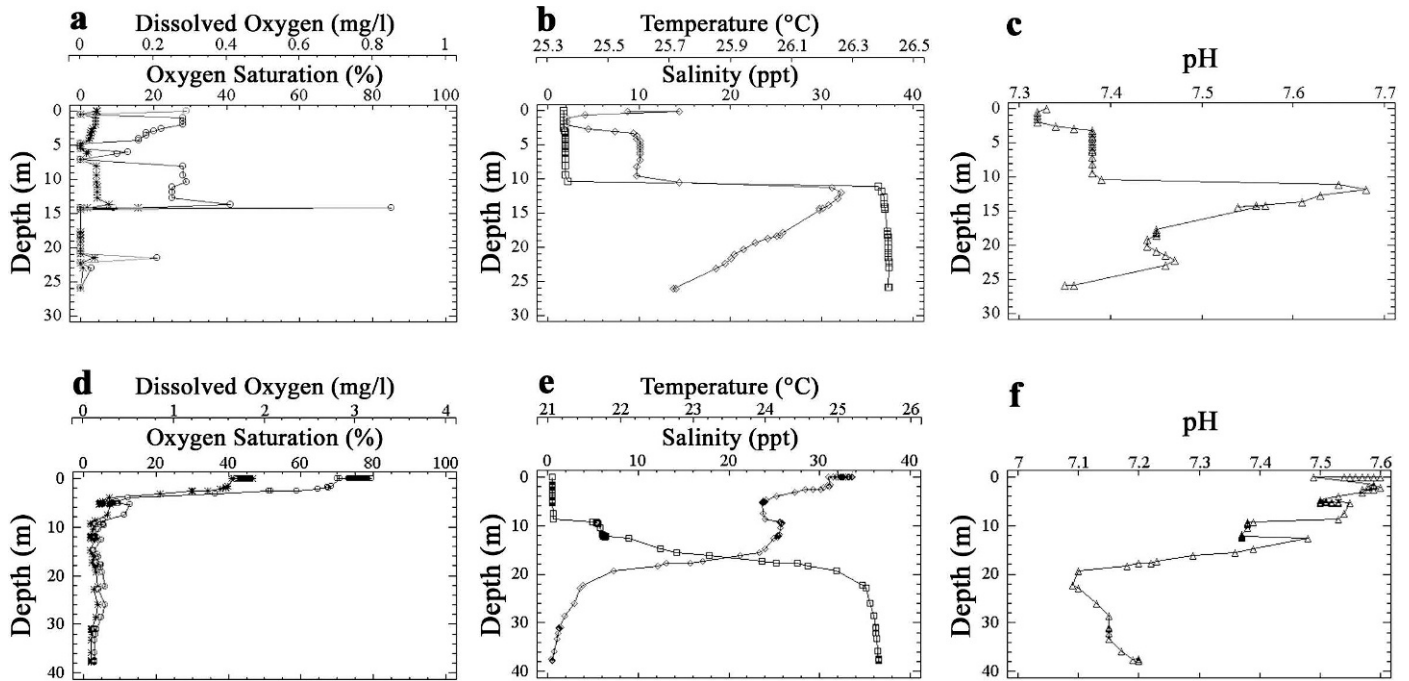 a
Dissolved Oxygen (mg/l)
0 0.2 0.4 0.6 0.8 1
Oxygen Saturation (%)
0 20 40 60 80 100
Depth (m)
0
5
10
15
20
25
30
b
Temperature (°C)
25.3 25.5 25.7 25.9 26.1 26.3 26.5
Salinity (ppt)
0 10 20 30 40
Depth (m)
0
5
10
15
20
25
30
c
pH
7.3 7.4 7.5 7.6 7.7
Depth (m)
0
5
10
15
20
25
30
d
Dissolved Oxygen (mg/l)
0 1 2 3 4
Oxygen Saturation (%)
0 20 40 60 80 100
Depth (m)
0
10
20
30
40
e
Temperature (°C)
21 22 23 24 25 26
Salinity (ppt)
0 10 20 30 40
Depth (m)
0
10
20
30
40
f
pH
7 7.1 7.2 7.3 7.4 7.5 7.6
Depth (m)
0
10
20
30
40